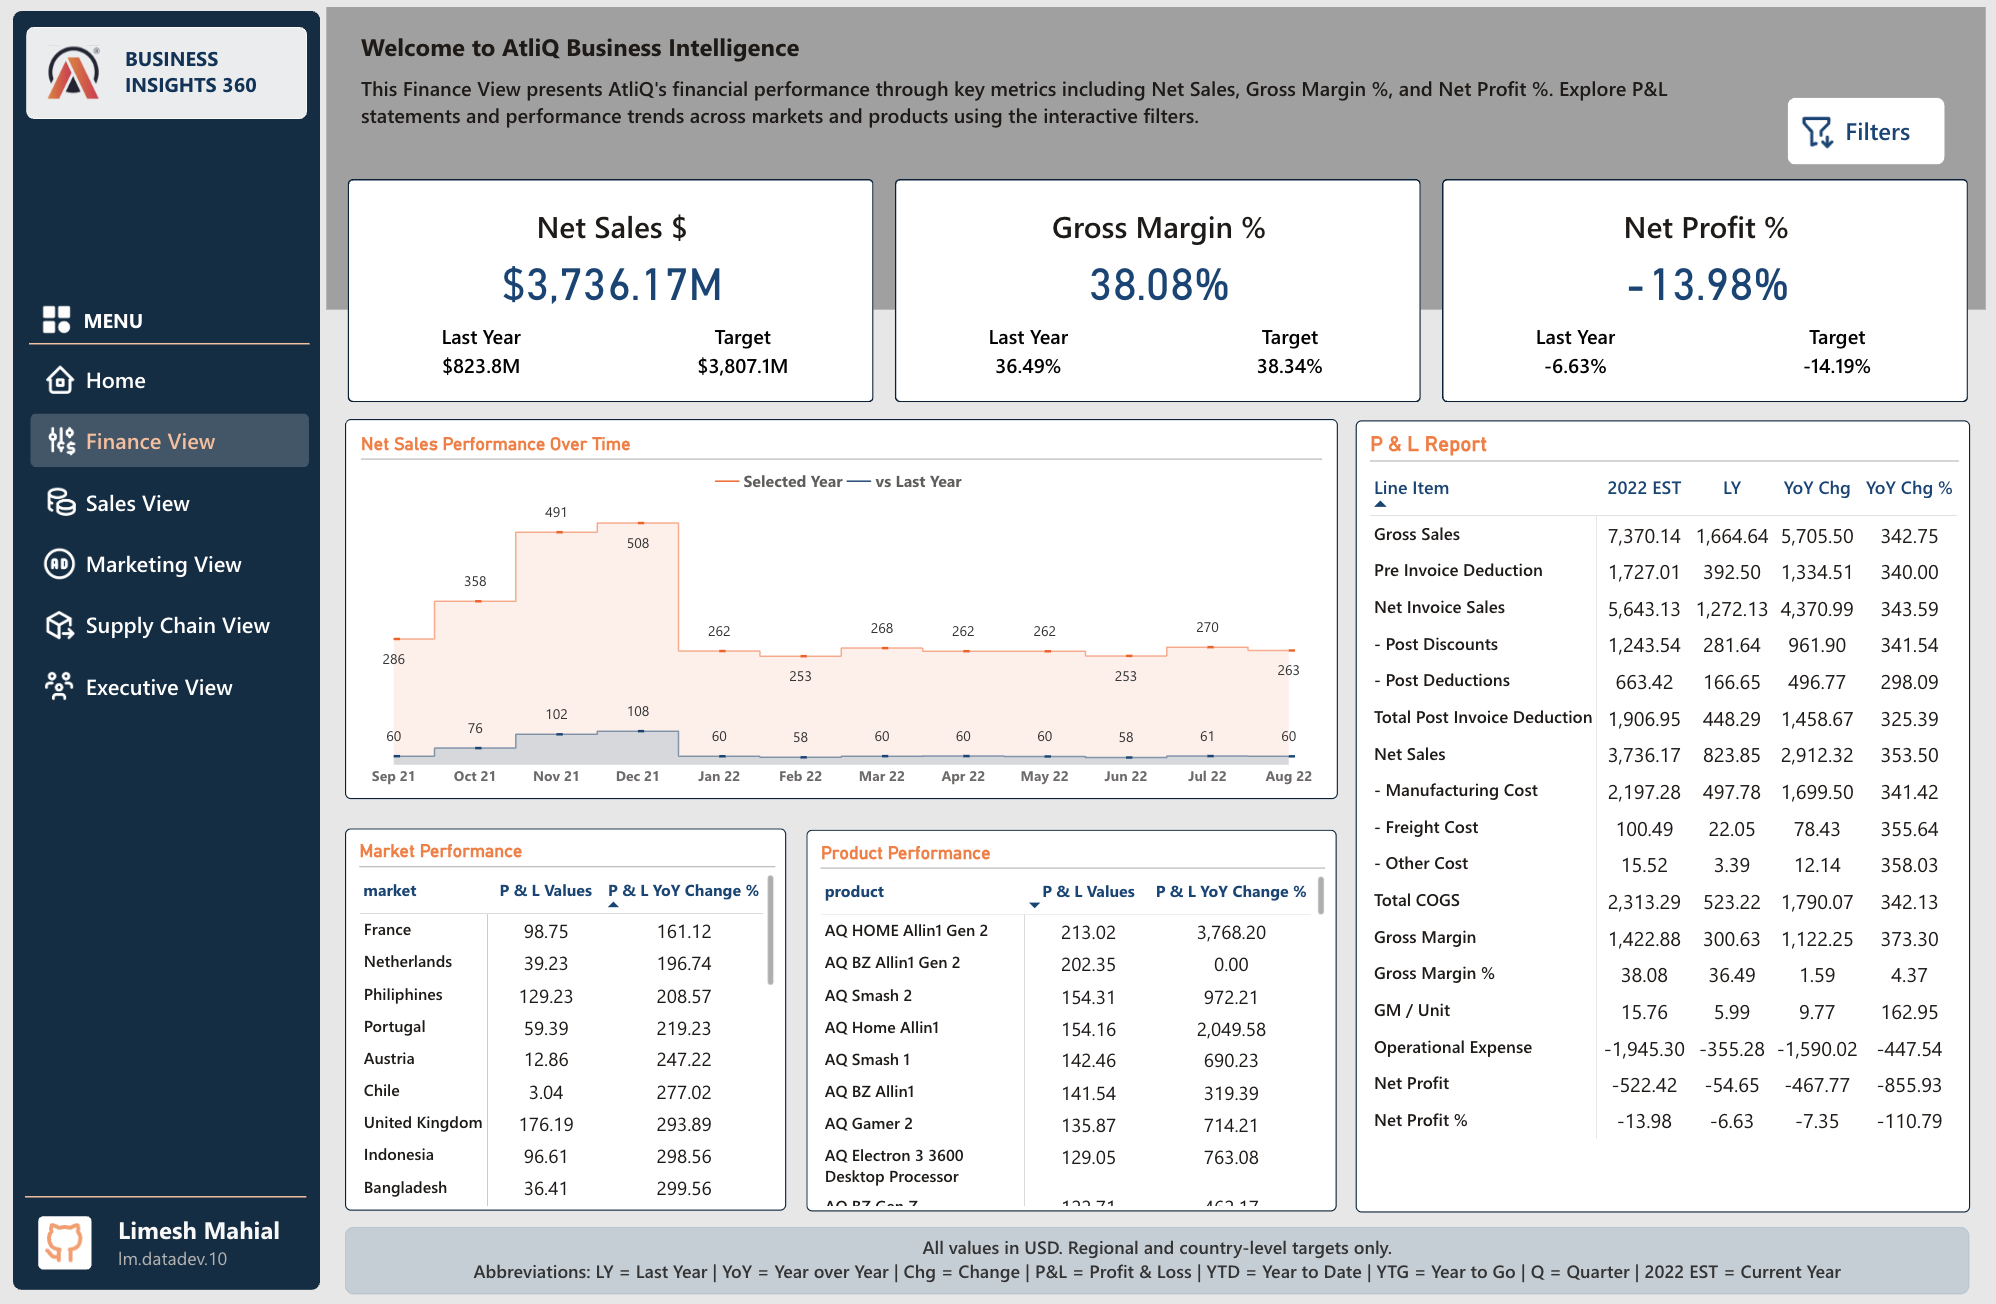 BUSINESS
INSIGHTS 360
MENU
Home
Finance View
Sales View
AD Marketing View
Supply Chain View
Executive View
Limesh Mahial
lm.datadev.10
Welcome to AtliQ Business Intelligence
This Finance View presents AtliQ's financial performance through key metrics including Net Sales, Gross Margin %, and Net Profit %. Explore P&L
statements and performance trends across markets and products using the interactive filters.
Filters
Net Sales $
$3,736.17M
Last Year Target
$823.8M $3,807.1M
Gross Margin %
38.08%
Last Year Target
36.49% 38.34%
Net Profit %
-13.98%
Last Year Target
-6.63% -14.19%
Net Sales Performance Over Time
Selected Year vs Last Year
286 358 491 508 262 253 268 262 262 253 270 263
60 76 102 108 60 58 60 60 60 58 61 60
Sep 21 Oct 21 Nov 21 Dec 21 Jan 22 Feb 22 Mar 22 Apr 22 May 22 Jun 22 Jul 22 Aug 22
Market Performance
market P & L Values P & L YoY Change %
France 98.75 161.12
Netherlands 39.23 196.74
Philiphines 129.23 208.57
Portugal 59.39 219.23
Austria 12.86 247.22
Chile 3.04 277.02
United Kingdom 176.19 293.89
Indonesia 96.61 298.56
Bangladesh 36.41 299.56
Product Performance
product P & L Values P & L YoY Change %
AQ HOME Allin1 Gen 2 213.02 3,768.20
AQ BZ Allin1 Gen 2 202.35 0.00
AQ Smash 2 154.31 972.21
AQ Home Allin1 154.16 2,049.58
AQ Smash 1 142.46 690.23
AQ BZ Allin1 141.54 319.39
AQ Gamer 2 135.87 714.21
AQ Electron 3 3600 129.05 763.08
Desktop Processor
P & L Report
Line Item 2022 EST LY YoY Chg YoY Chg %
Gross Sales 7,370.14 1,664.64 5,705.50 342.75
Pre Invoice Deduction 1,727.01 392.50 1,334.51 340.00
Net Invoice Sales 5,643.13 1,272.13 4,370.99 343.59
- Post Discounts 1,243.54 281.64 961.90 341.54
- Post Deductions 663.42 166.65 496.77 298.09
Total Post Invoice Deduction 1,906.95 448.29 1,458.67 325.39
Net Sales 3,736.17 823.85 2,912.32 353.50
- Manufacturing Cost 2,197.28 497.78 1,699.50 341.42
- Freight Cost 100.49 22.05 78.43 355.64
- Other Cost 15.52 3.39 12.14 358.03
Total COGS 2,313.29 523.22 1,790.07 342.13
Gross Margin 1,422.88 300.63 1,122.25 373.30
Gross Margin % 38.08 36.49 1.59 4.37
GM / Unit 15.76 5.99 9.77 162.95
Operational Expense -1,945.30 -355.28 -1,590.02 -447.54
Net Profit -522.42 -54.65 -467.77 -855.93
Net Profit % -13.98 -6.63 -7.35 -110.79
All values in USD. Regional and country-level targets only.
Abbreviations: LY = Last Year | YoY = Year over Year | Chg = Change | P&L = Profit & Loss | YTD = Year to Date | YTG = Year to Go | Q = Quarter | 2022 EST = Current Year